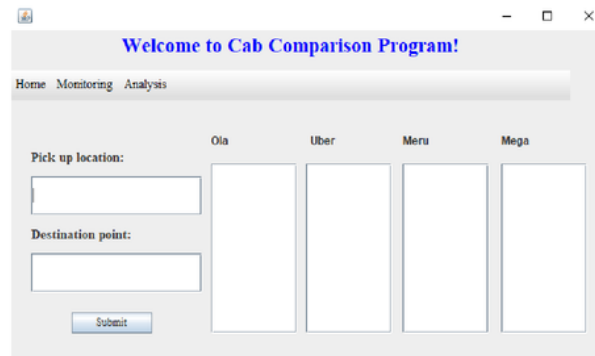 Welcome to Cab Comparison Program!
Home Monitoring Analysis
Ola Uber Meru Mega
Pick up location:
Destination point:
Submit